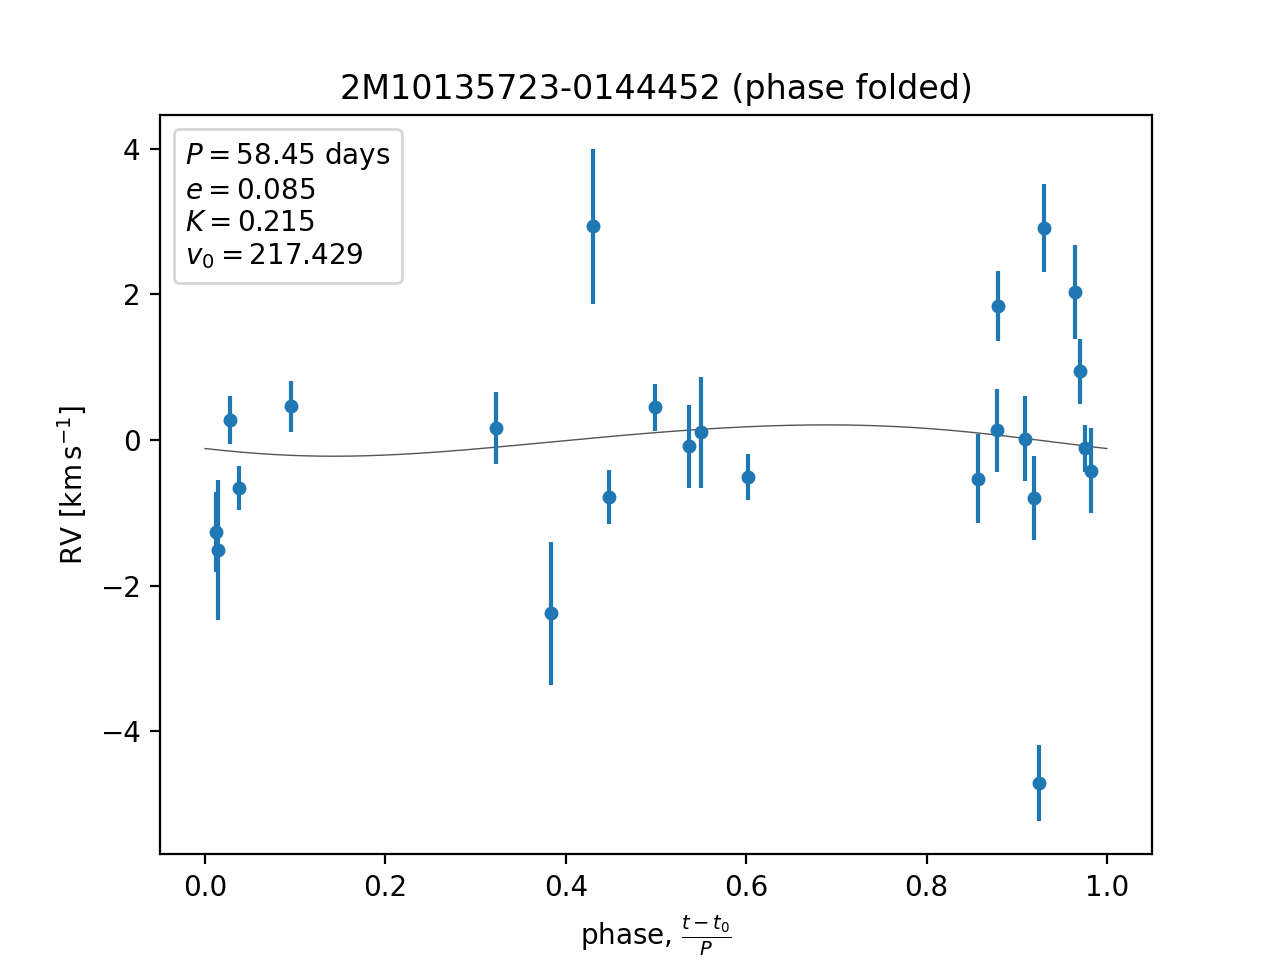 2M10135723-0144452 (phase folded)
P = 58.45 days
e = 0.085
K = 0.215
v₀ = 217.429
RV [km s⁻¹]
4
2
0
−2
−4
0.0 0.2 0.4 0.6 0.8 1.0
phase, (t − t₀)/P